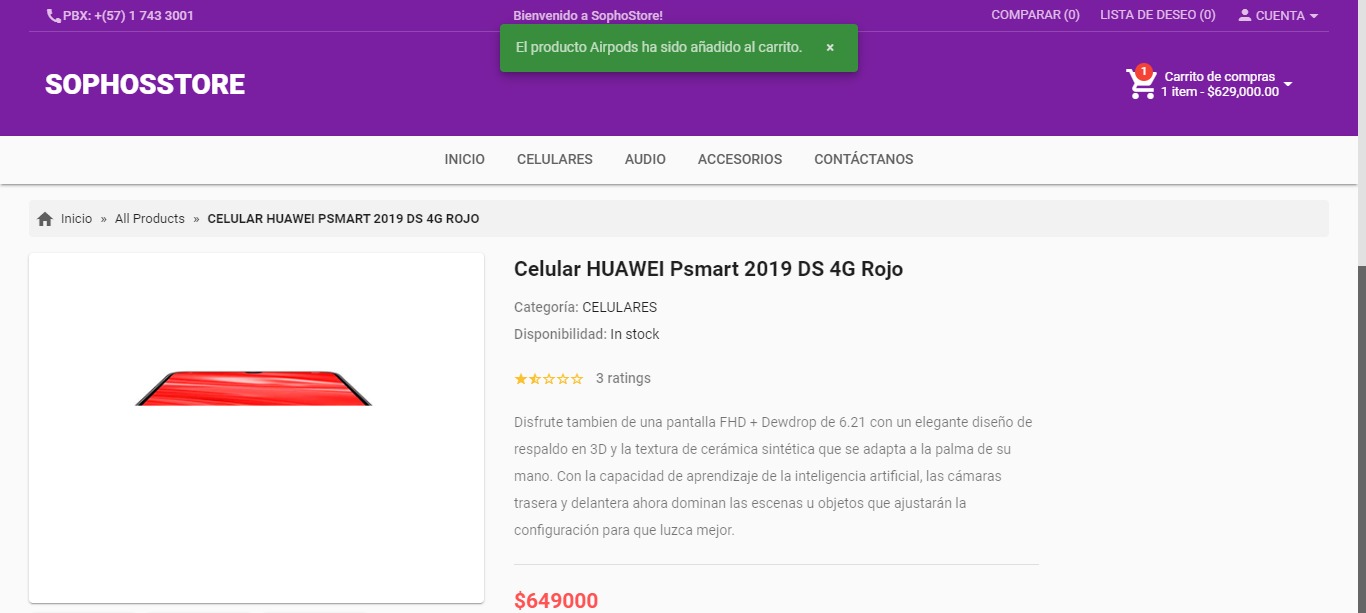 PBX: +(57) 1 743 3001
Bienvenido a SophoStore!
COMPARAR (0) LISTA DE DESEO (0) CUENTA
El producto Airpods ha sido añadido al carrito. ×
SOPHOSSTORE
1
Carrito de compras
1 item - $629,000.00
INICIO CELULARES AUDIO ACCESORIOS CONTÁCTANOS
Inicio » All Products » CELULAR HUAWEI PSMART 2019 DS 4G ROJO
Celular HUAWEI Psmart 2019 DS 4G Rojo
Categoría: CELULARES
Disponibilidad: In stock
3 ratings
Disfrute tambien de una pantalla FHD + Dewdrop de 6.21 con un elegante diseño de
respaldo en 3D y la textura de cerámica sintética que se adapta a la palma de su
mano. Con la capacidad de aprendizaje de la inteligencia artificial, las cámaras
trasera y delantera ahora dominan las escenas u objetos que ajustarán la
configuración para que luzca mejor.
$649000